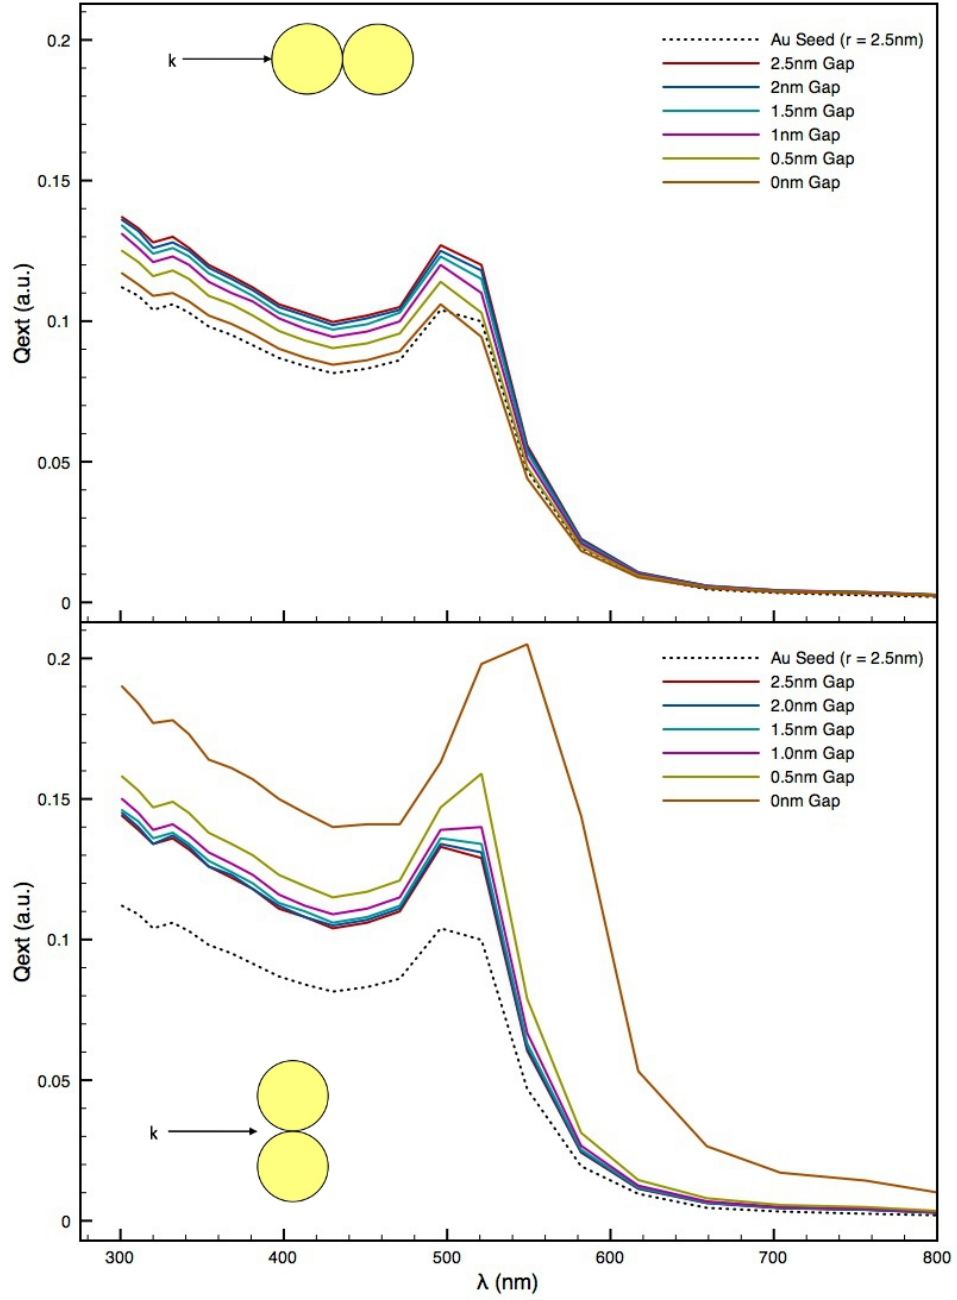 0.2
0.15
0.1
0.05
0
Qext (a.u.)
k
Au Seed (r = 2.5nm)
2.5nm Gap
2nm Gap
1.5nm Gap
1nm Gap
0.5nm Gap
0nm Gap
0.2
0.15
0.1
0.05
0
Qext (a.u.)
k
Au Seed (r = 2.5nm)
2.5nm Gap
2.0nm Gap
1.5nm Gap
1.0nm Gap
0.5nm Gap
0nm Gap
300 400 500 600 700 800
λ (nm)